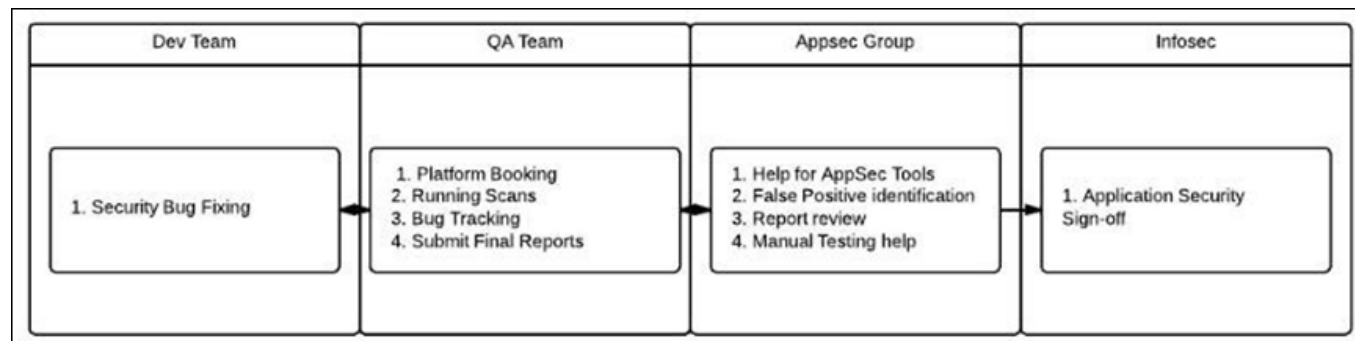 Dev Team
QA Team
Appsec Group
Infosec
1. Security Bug Fixing
1. Platform Booking
2. Running Scans
3. Bug Tracking
4. Submit Final Reports
1. Help for AppSec Tools
2. False Positive identification
3. Report review
4. Manual Testing help
1. Application Security
Sign-off